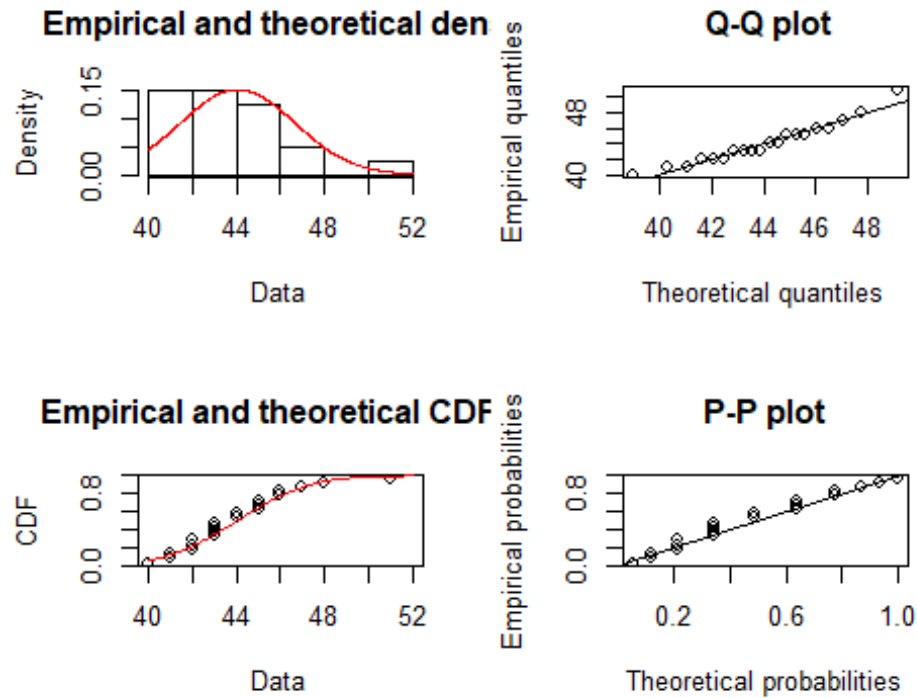 Empirical and theoretical den
Density
0.00 0.15
40 44 48 52
Data
Q-Q plot
Empirical quantiles
40 48
40 42 44 46 48
Theoretical quantiles
Empirical and theoretical CDF
CDF
0.0 0.8
40 44 48 52
Data
P-P plot
Empirical probabilities
0.0 0.8
0.2 0.6 1.0
Theoretical probabilities